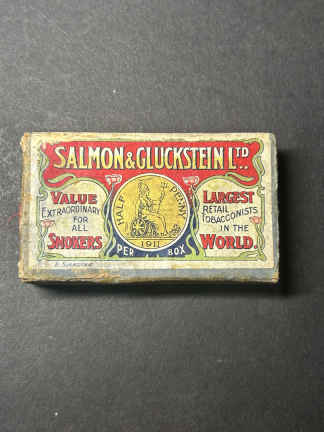 SALMON & GLUCKSTEIN LTD..
VALUE
EXTRAORDINARY
FOR
ALL
SMOKERS
HALF PENNY
1911
PER BOX
LARGEST
RETAIL
TOBACCONISTS
IN THE
WORLD.